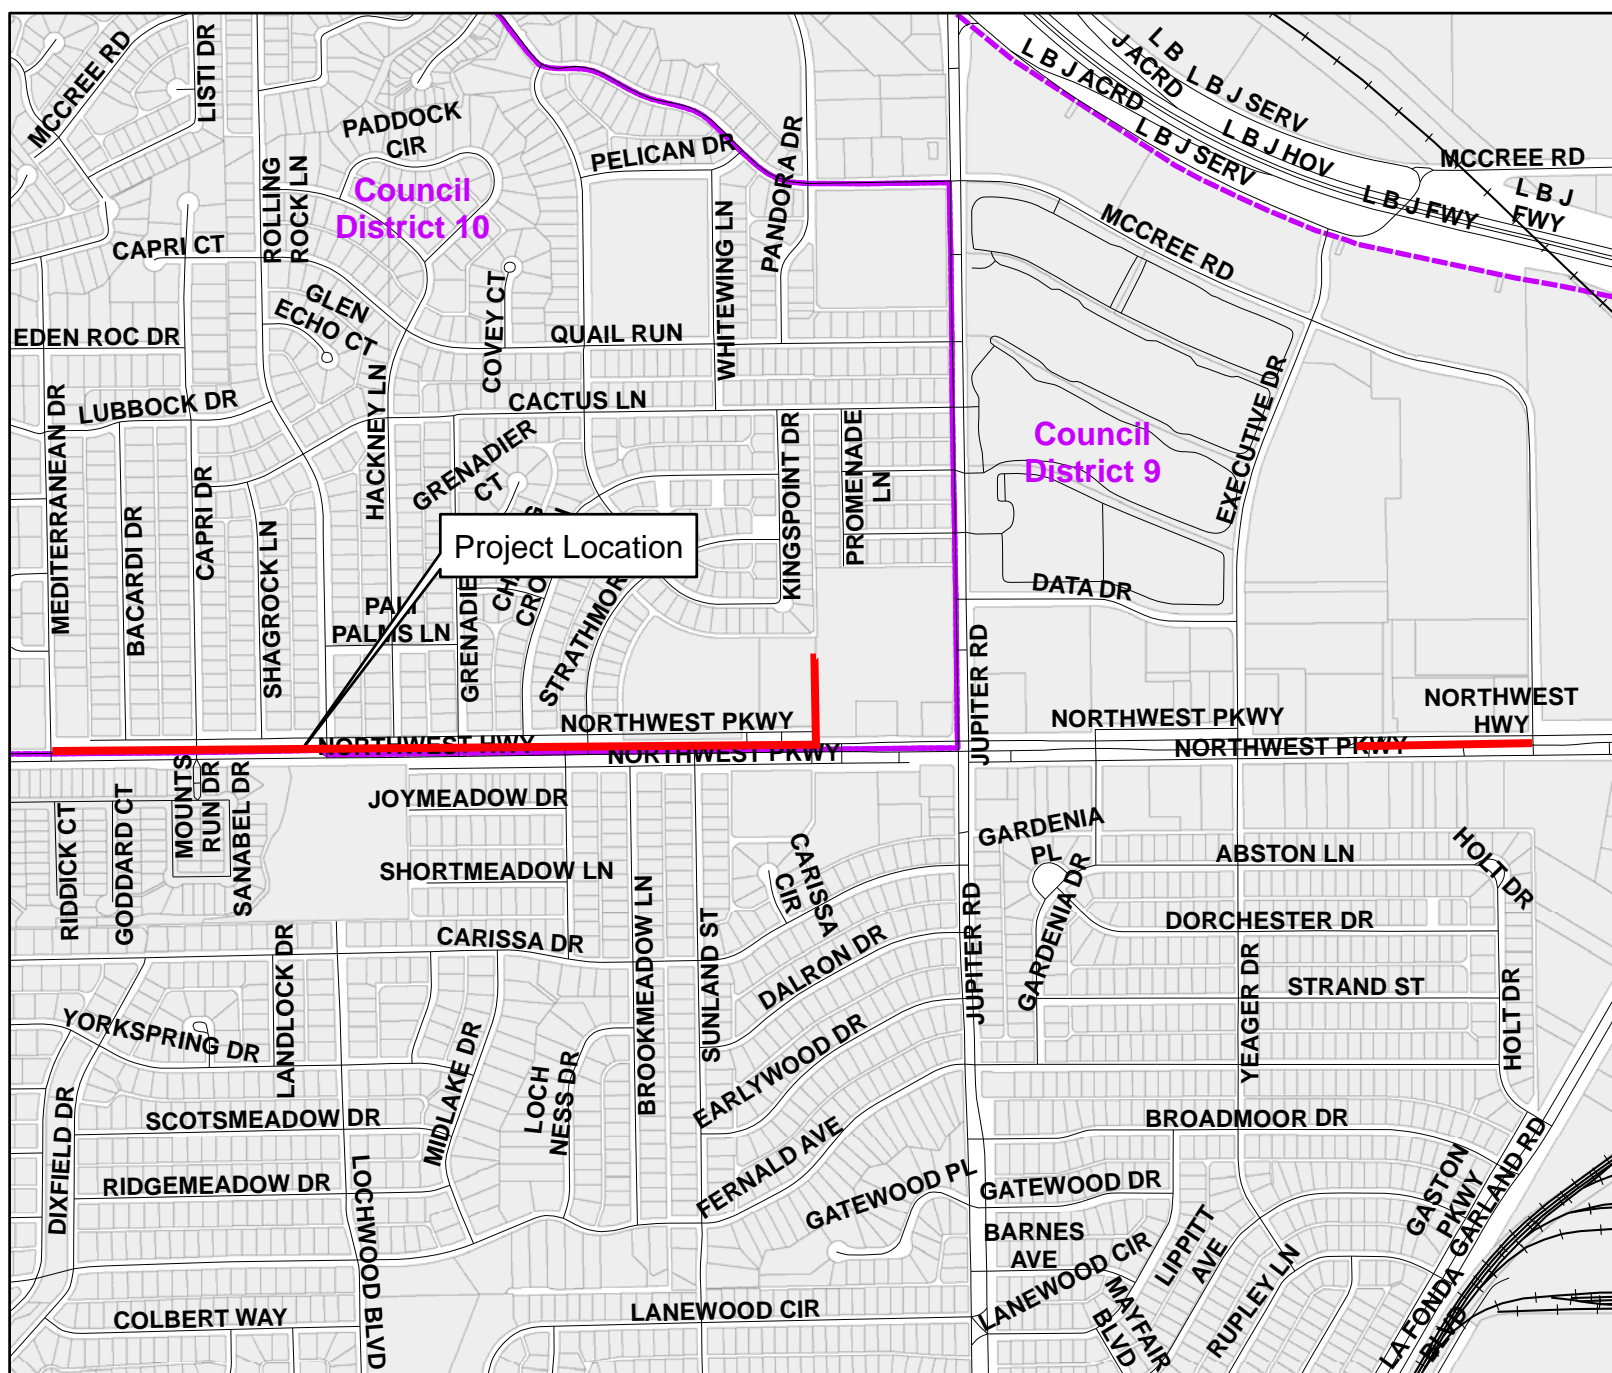 MCCREE RD
LISTI DR
L B J ACRD
L B
J ACRD
L B J SERV
L B J SERV
L B J HOV
L B J FWY
MCCREE RD
L B J
FWY
PADDOCK
CIR
PELICAN DR
PANDORA DR
Council
District 10
ROLLING
ROCK LN
CAPRI CT
WHITEWING LN
MCCREE RD
GLEN
ECHO CT
COVEY CT
EDEN ROC DR
QUAIL RUN
MEDITERRANEAN DR
LUBBOCK DR
HACKNEY LN
CACTUS LN
EXECUTIVE DR
Council
District 9
GRENADIER
CT
KINGSPOINT DR
PROMENADE
LN
BACARDI DR
CAPRI DR
SHAGROCK LN
Project Location
DATA DR
PALMS LN
STRATHMOR
JUPITER RD
NORTHWEST PKWY
NORTHWEST PKWY
NORTHWEST
HWY
NORTHWEST HWY
NORTHWEST PKWY
NORTHWEST PKWY
RIDDICK CT
GODDARD CT
MOUNTS
RUN DR
SANABEL DR
JOYMEADOW DR
SHORTMEADOW LN
CARISSA
CIR
GARDENIA
PL
ABSTON LN
HOLT DR
BROOKMEADOW LN
SUNLAND ST
JUPITER RD
GARDENIA DR
DORCHESTER DR
LANDLOCK DR
CARISSA DR
DALRON DR
YEAGER DR
STRAND ST
HOLT DR
YORKSPRING DR
MIDLAKE DR
LOCH
NESS DR
EARLYWOOD DR
DIXFIELD DR
SCOTSMEADOW DR
BROADMOOR DR
RIDGEMEADOW DR
LOCHWOOD BLVD
FERNALD AVE
GATEWOOD PL
GATEWOOD DR
GASTON
PKWY
GARLAND RD
BARNES
AVE
LANEWOOD CIR
LIPPITT
AVE
RUPLEY LN
MAYFAIR
BLVD
LA FONDA
BLVD
COLBERT WAY
LANEWOOD CIR